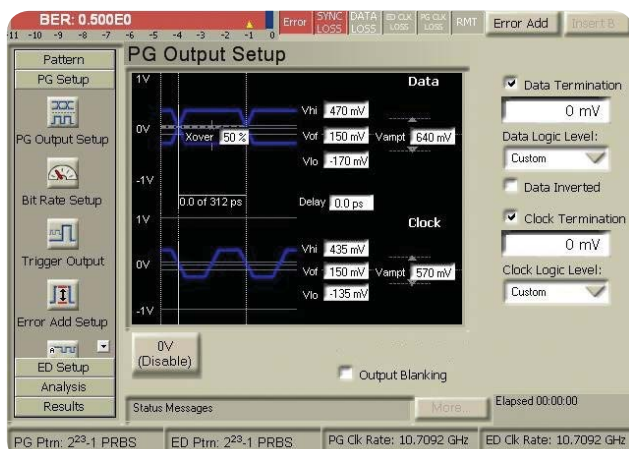 BER: 0.500E0
-11 -10 -9 -8 -7 -6 -5 -4 -3 -2 -1 0
Error
SYNC LOSS
DATA LOSS
ED CLK LOSS
PG CLK LOSS
RMT
Error Add
Insert B
Pattern
PG Setup
PG Output Setup
Bit Rate Setup
Trigger Output
Error Add Setup
ED Setup
Analysis
Results
PG Output Setup
1V
0V
-1V
Data
Xover 50 %
Vhi 470 mV
Vof 150 mV
Vampt 640 mV
Vlo -170 mV
0.0 of 312 ps
Delay 0.0 ps
Clock
1V
0V
-1V
Vhi 435 mV
Vof 150 mV
Vampt 570 mV
Vlo -135 mV
0V
(Disable)
Output Blanking
Data Termination
0 mV
Data Logic Level:
Custom
Data Inverted
Clock Termination
0 mV
Clock Logic Level:
Custom
Status Messages
More...
Elapsed 00:00:00
PG Ptrn: 2²³-1 PRBS
ED Ptrn: 2²³-1 PRBS
PG Clk Rate: 10.7092 GHz
ED Clk Rate: 10.7092 GHz